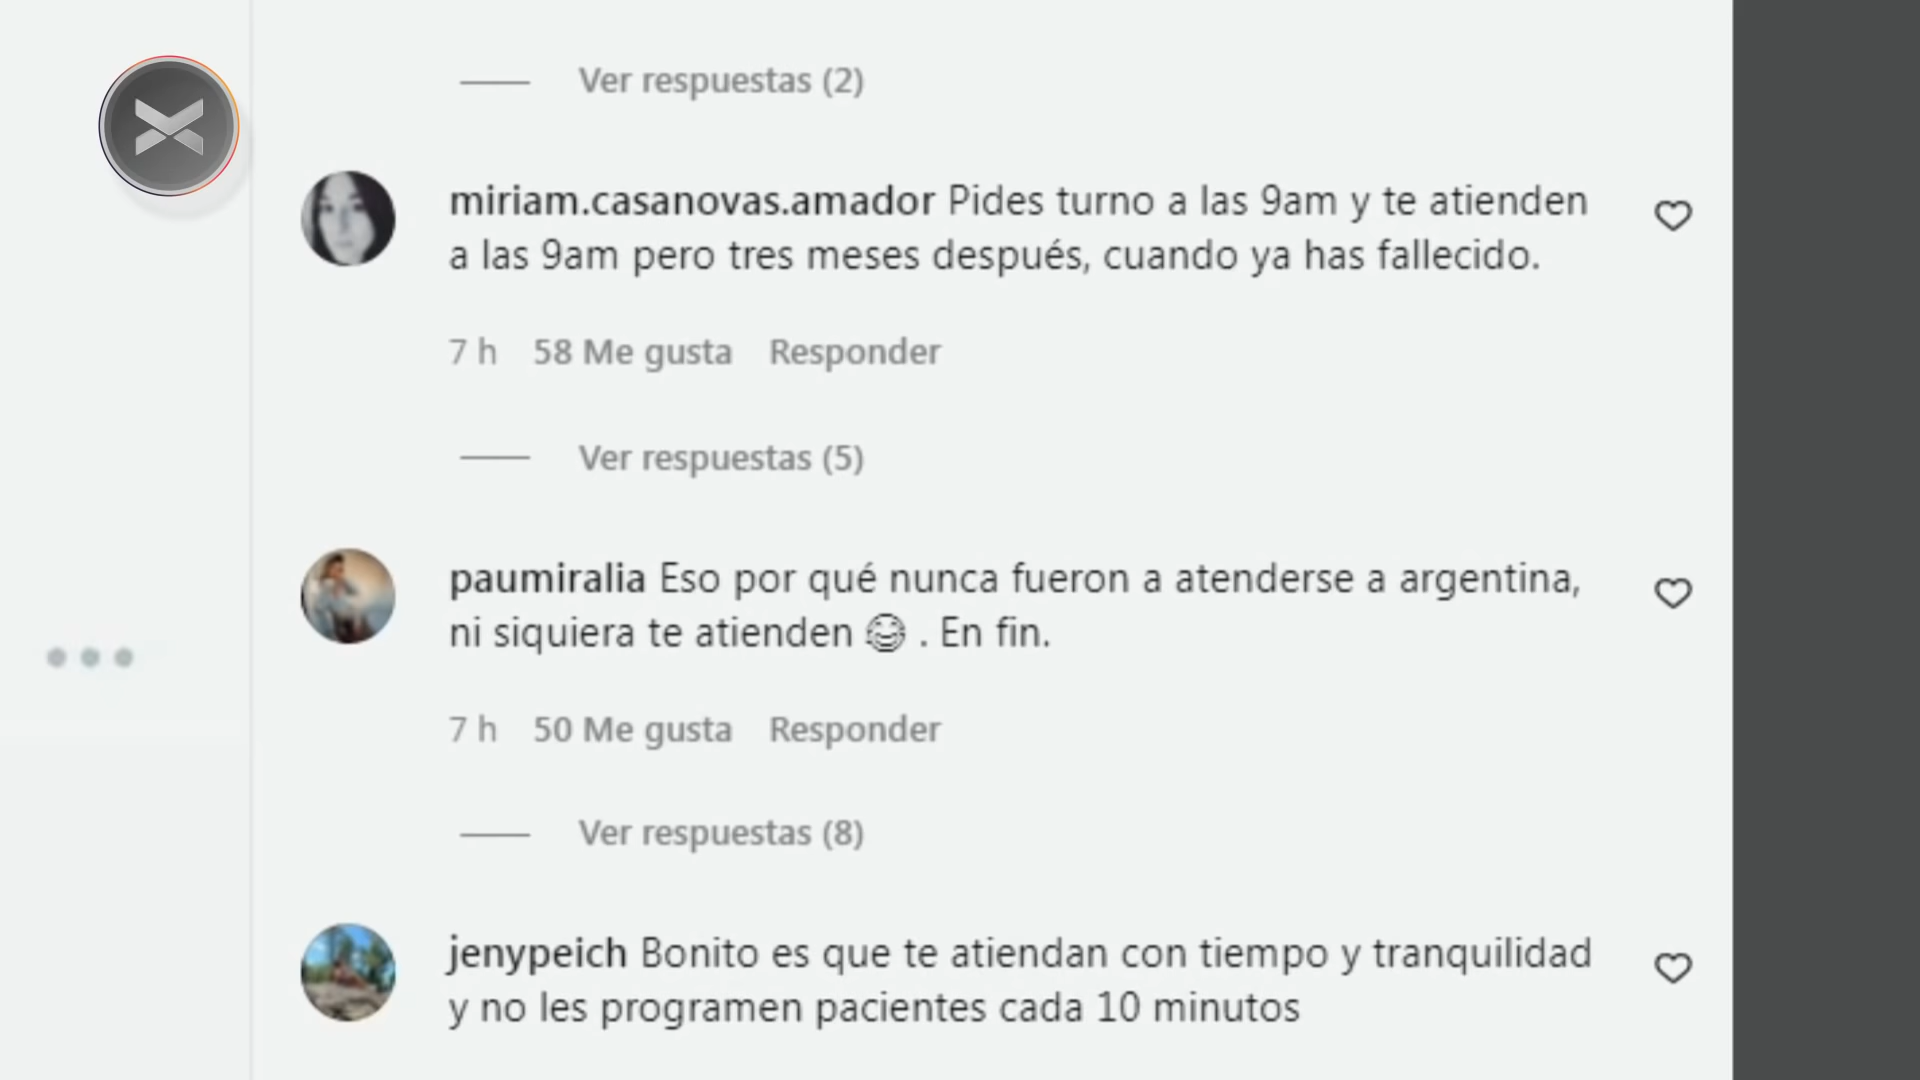 Ver respuestas (2)
miriam.casanovas.amador Pides turno a las 9am y te atienden
a las 9am pero tres meses después, cuando ya has fallecido.
7 h 58 Me gusta Responder
Ver respuestas (5)
paumiralia Eso por qué nunca fueron a atenderse a argentina,
ni siquiera te atienden 😂 . En fin.
7 h 50 Me gusta Responder
Ver respuestas (8)
jenypeich Bonito es que te atiendan con tiempo y tranquilidad
y no les programen pacientes cada 10 minutos